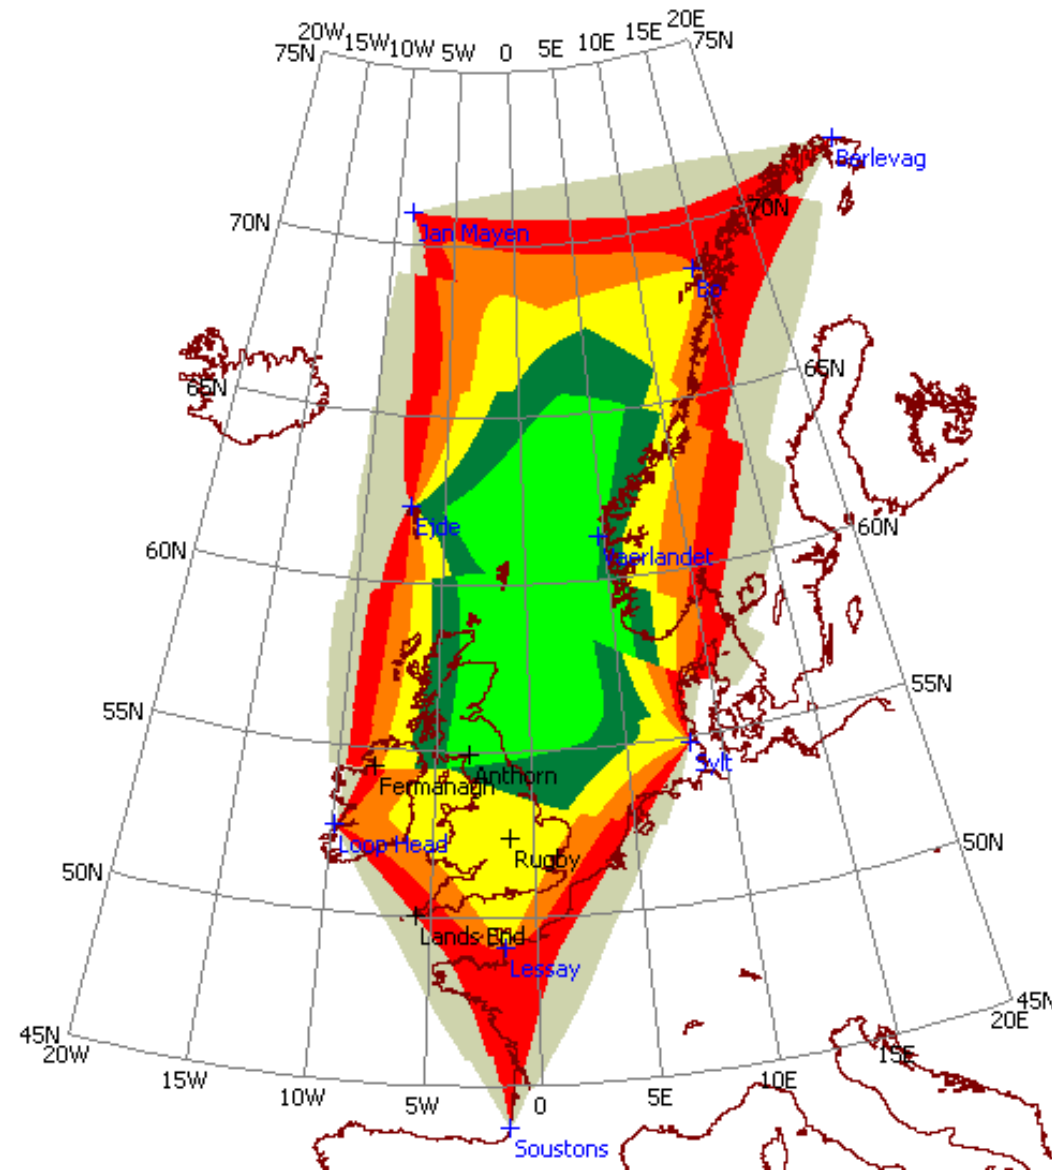 20W 15W 10W 5W 0 5E 10E 15E 20E
75N 75N
Berlevag
70N 70N
Jan Mayen
Bo
65N 65N
Ejde 60N
60N Vaerlandet
55N
55N
Sylt
Anthorn
Fermanagh
Loop Head 50N
Rugby
50N
Lands End
Lessay
45N
20E
45N
20W
15E
15W 10E
10W 5W 0 5E
Soustons